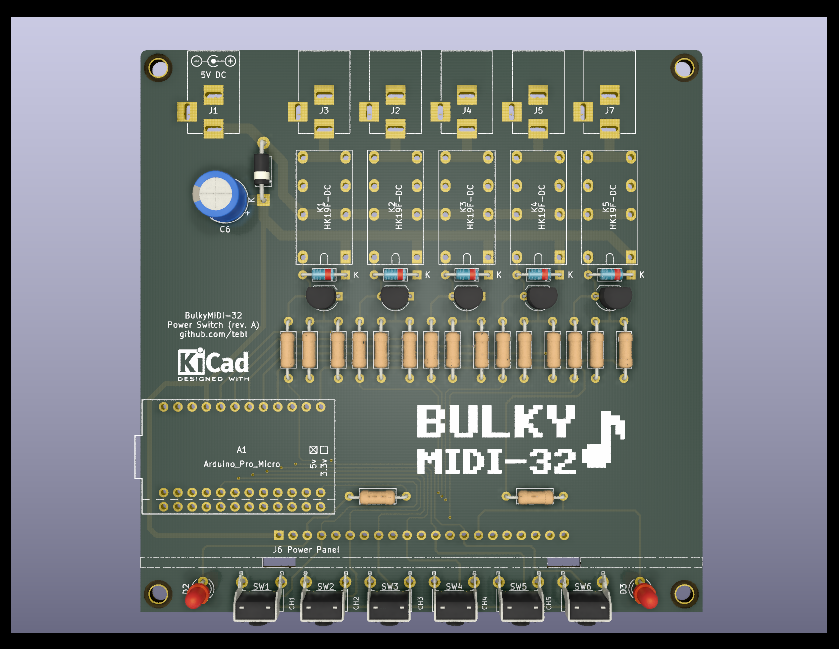 5V DC
J1
J3
J2
J4
J5
J7
K1
HK19F-DC
K2
HK19F-DC
K3
HK19F-DC
K4
HK19F-DC
K5
HK19F-DC
K
+
C6
K
K
K
K
K
BulkyMIDI-32
Power Switch (rev. A)
github.com/tebl
KiCad
DESIGNED WITH
BULKY
MIDI-32
A1
Arduino_Pro_Micro
5v
3.3v
J6 Power Panel
D2
SW1
CH1
SW2
CH2
SW3
CH3
SW4
CH4
SW5
CH5
SW6
D3